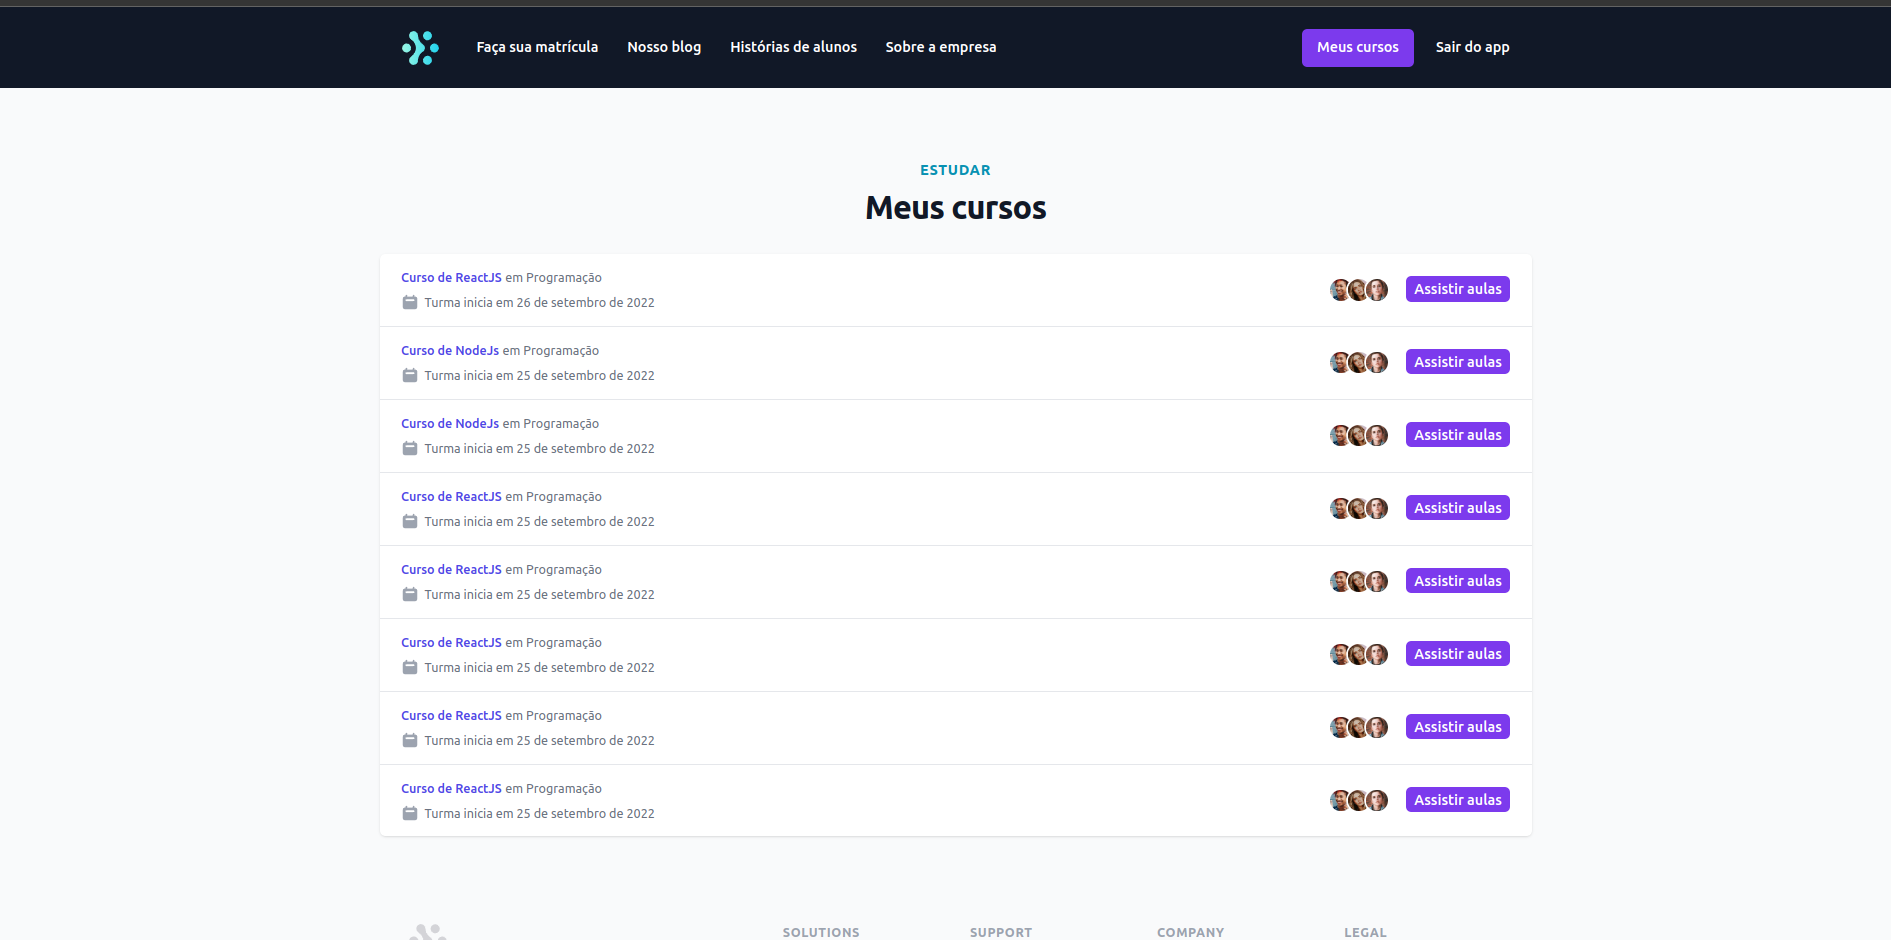 Faça sua matrícula Nosso blog Histórias de alunos Sobre a empresa Meus cursos Sair do app
ESTUDAR
Meus cursos
Curso de ReactJS em Programação
Turma inicia em 26 de setembro de 2022
Assistir aulas
Curso de NodeJs em Programação
Turma inicia em 25 de setembro de 2022
Assistir aulas
Curso de NodeJs em Programação
Turma inicia em 25 de setembro de 2022
Assistir aulas
Curso de ReactJS em Programação
Turma inicia em 25 de setembro de 2022
Assistir aulas
Curso de ReactJS em Programação
Turma inicia em 25 de setembro de 2022
Assistir aulas
Curso de ReactJS em Programação
Turma inicia em 25 de setembro de 2022
Assistir aulas
Curso de ReactJS em Programação
Turma inicia em 25 de setembro de 2022
Assistir aulas
Curso de ReactJS em Programação
Turma inicia em 25 de setembro de 2022
Assistir aulas
SOLUTIONS SUPPORT COMPANY LEGAL